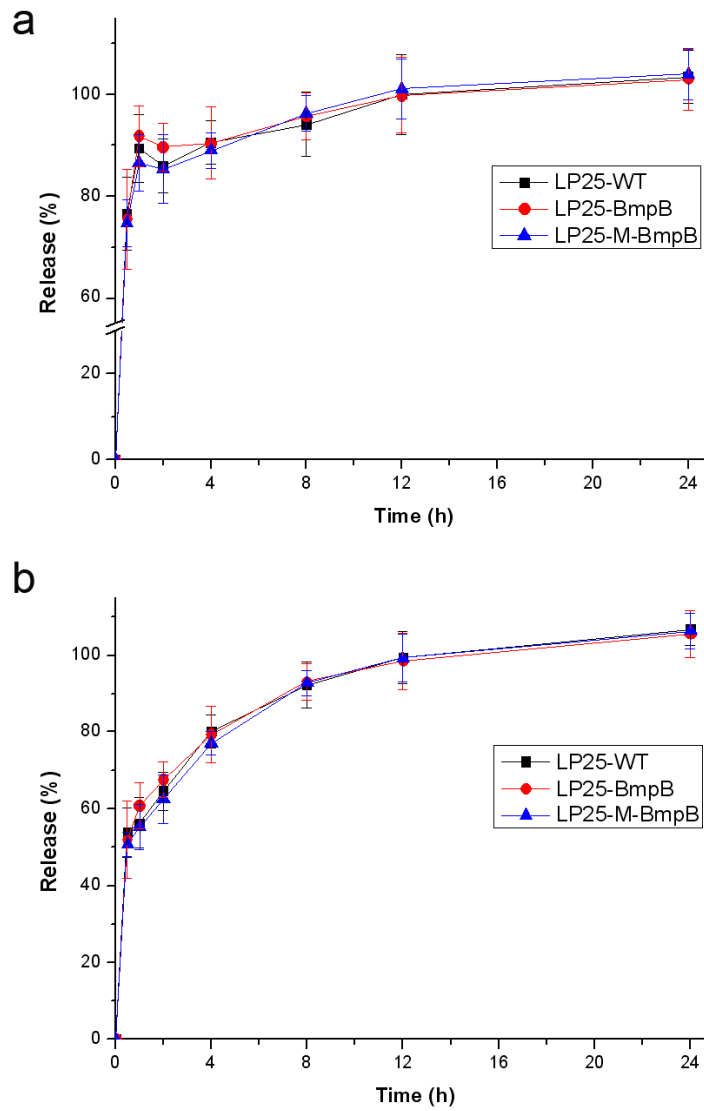 a
Release (%)
100
80
60
20
0
LP25-WT
LP25-BmpB
LP25-M-BmpB
0 4 8 12 16 20 24
Time (h)
b
Release (%)
100
80
60
40
20
0
LP25-WT
LP25-BmpB
LP25-M-BmpB
0 4 8 12 16 20 24
Time (h)